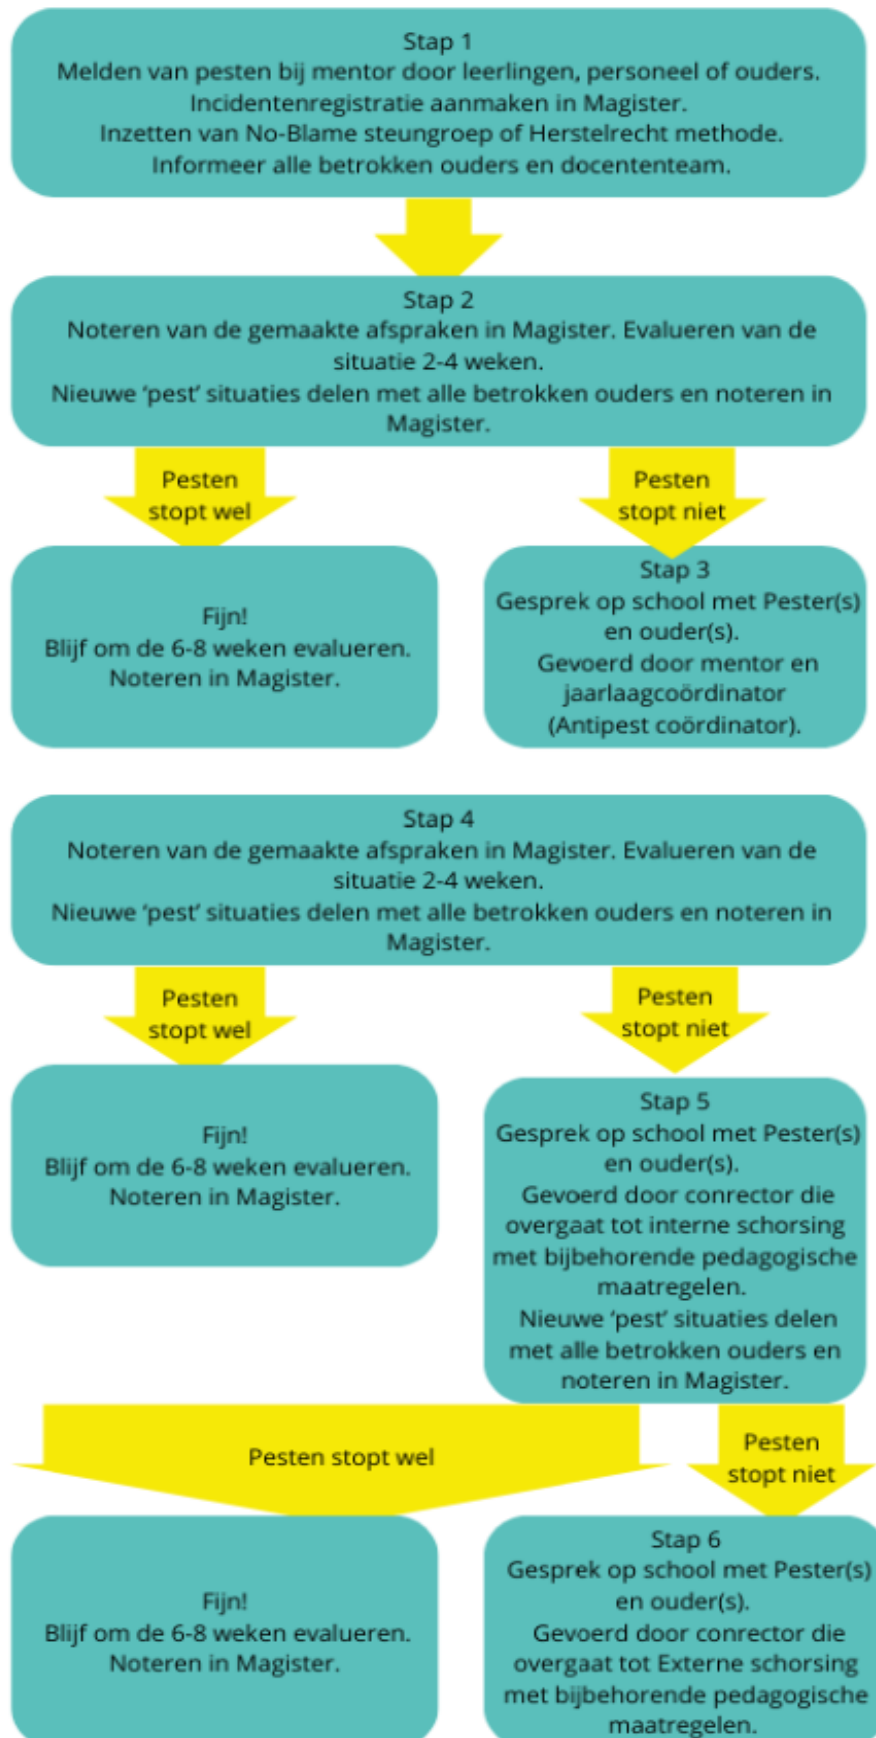 Stap 1
Melden van pesten bij mentor door leerlingen, personeel of ouders.
Incidentenregistratie aanmaken in Magister.
Inzetten van No-Blame steungroep of Herstelrecht methode.
Informeer alle betrokken ouders en docententeam.
Stap 2
Noteren van de gemaakte afspraken in Magister. Evalueren van de
situatie 2-4 weken.
Nieuwe ‘pest’ situaties delen met alle betrokken ouders en noteren in
Magister.
Pesten
stopt wel
Pesten
stopt niet
Fijn!
Blijf om de 6-8 weken evalueren.
Noteren in Magister.
Stap 3
Gesprek op school met Pester(s)
en ouder(s).
Gevoerd door mentor en
jaarlaagcoördinator
(Antipest coördinator).
Stap 4
Noteren van de gemaakte afspraken in Magister. Evalueren van de
situatie 2-4 weken.
Nieuwe ‘pest’ situaties delen met alle betrokken ouders en noteren in
Magister.
Pesten
stopt wel
Pesten
stopt niet
Fijn!
Blijf om de 6-8 weken evalueren.
Noteren in Magister.
Stap 5
Gesprek op school met Pester(s)
en ouder(s).
Gevoerd door conrector die
overgaat tot interne schorsing
met bijbehorende pedagogische
maatregelen.
Nieuwe ‘pest’ situaties delen
met alle betrokken ouders en
noteren in Magister.
Pesten stopt wel
Pesten
stopt niet
Fijn!
Blijf om de 6-8 weken evalueren.
Noteren in Magister.
Stap 6
Gesprek op school met Pester(s)
en ouder(s).
Gevoerd door conrector die
overgaat tot Externe schorsing
met bijbehorende pedagogische
maatregelen.